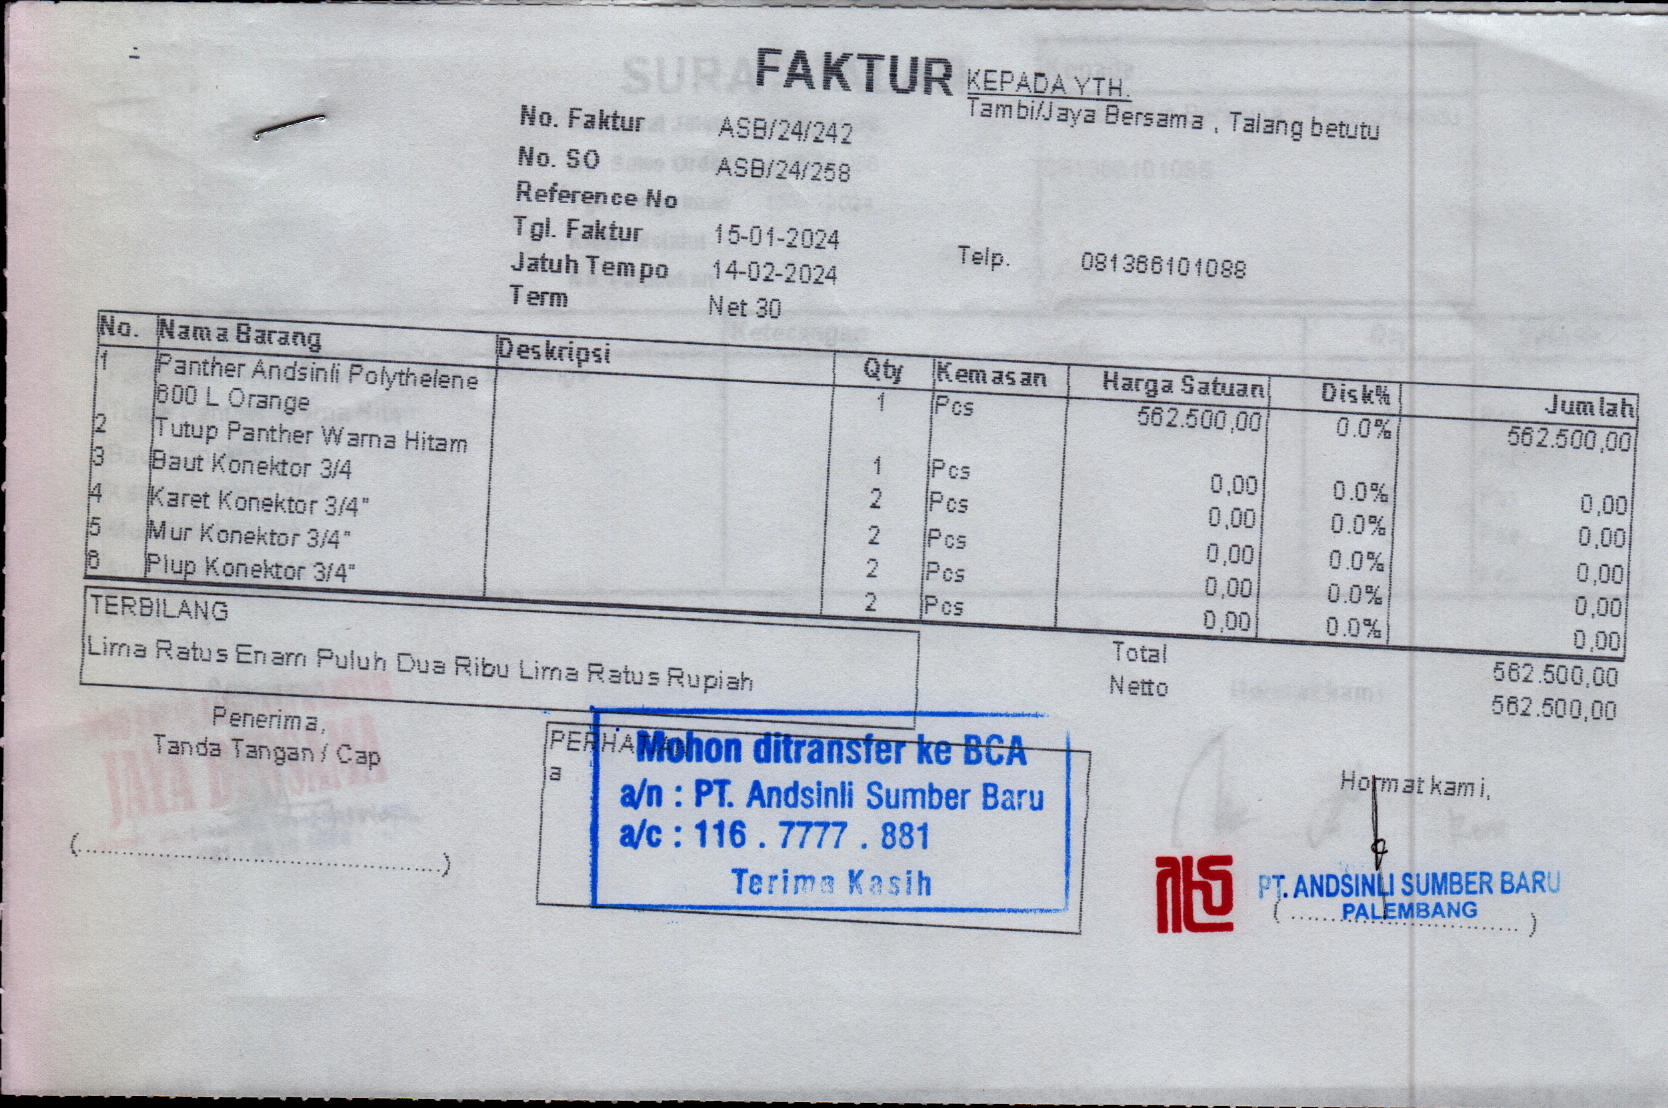 FAKTUR
KEPADA YTH.
Tambi/Jaya Bersama , Talang betutu
No. Faktur ASB/24/242
No. SO ASB/24/258
Reference No
Tgl. Faktur 15-01-2024
Jatuh Tempo 14-02-2024
Term Net 30
Telp. 081366101088
No. Nama Barang Deskripsi Qty Kemasan Harga Satuan Disk% Jumlah
1 Panther Andsinli Polythelene 1 Pcs 562.500,00 0.0% 562.500,00
600 L Orange
2 Tutup Panther Warna Hitam 1 Pcs 0,00 0.0% 0,00
3 Baut Konektor 3/4 2 Pcs 0,00 0.0% 0,00
4 Karet Konektor 3/4" 2 Pcs 0,00 0.0% 0,00
5 Mur Konektor 3/4" 2 Pcs 0,00 0.0% 0,00
6 Plup Konektor 3/4" 2 Pcs 0,00 0.0% 0,00
TERBILANG
Lima Ratus Enam Puluh Dua Ribu Lima Ratus Rupiah
Total 562.500,00
Netto 562.500,00
Penerima,
Tanda Tangan / Cap
PERHATIAN
a
Mohon ditransfer ke BCA
a/n : PT. Andsinli Sumber Baru
a/c : 116 . 7777 . 881
Terima Kasih
Hormat kami,
PT. ANDSINLI SUMBER BARU
PALEMBANG